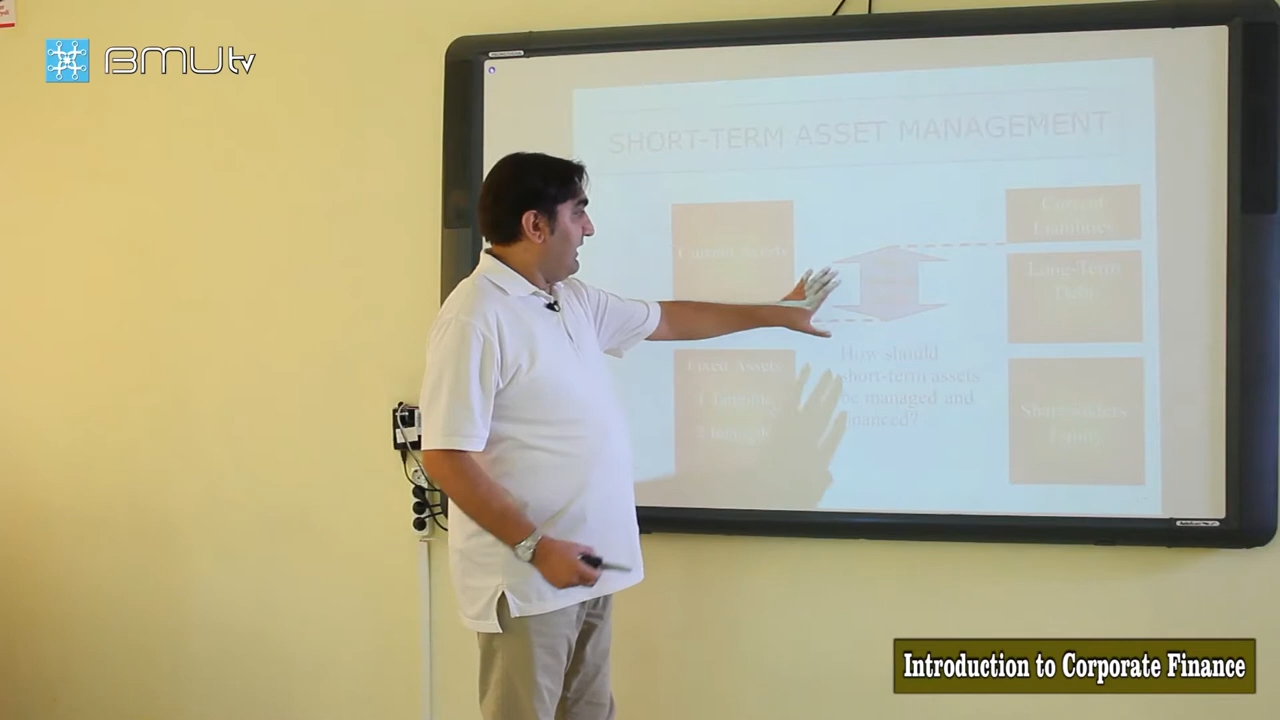 BMUtv
SHORT-TERM ASSET MANAGEMENT
Current
Liabilities
Current Assets
Long-Term
Debt
How should
short-term assets
be managed and
financed?
Fixed Assets
1 Tangible
2
Shareholders
Equity
Introduction to Corporate Finance